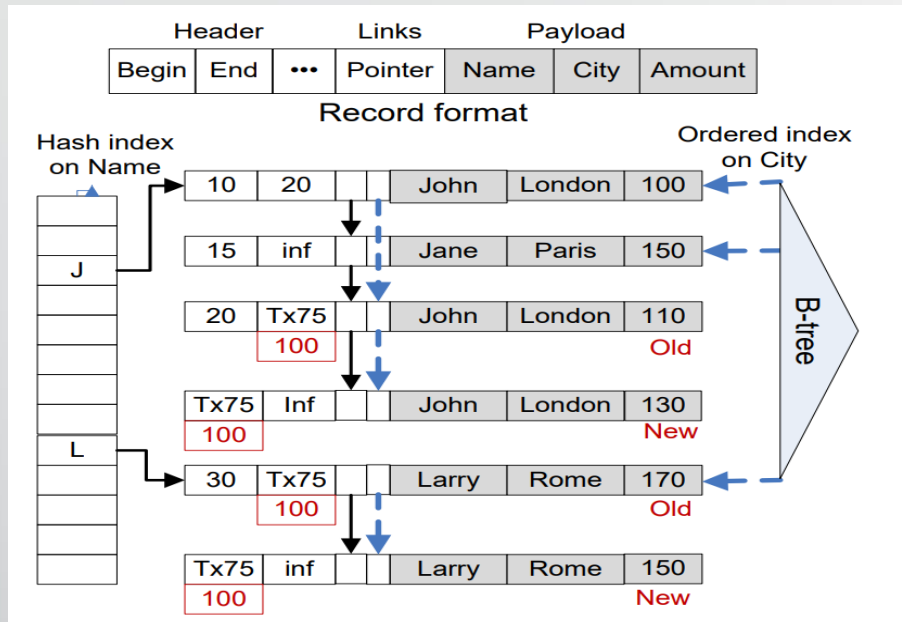 Header Links Payload
Begin End ••• Pointer Name City Amount
Record format
Hash index
on Name
Ordered index
on City
10 20 John London 100
15 inf Jane Paris 150
J
20 Tx75 John London 110
100 Old
B-tree
Tx75 Inf John London 130
100 New
L
30 Tx75 Larry Rome 170
100 Old
Tx75 inf Larry Rome 150
100 New